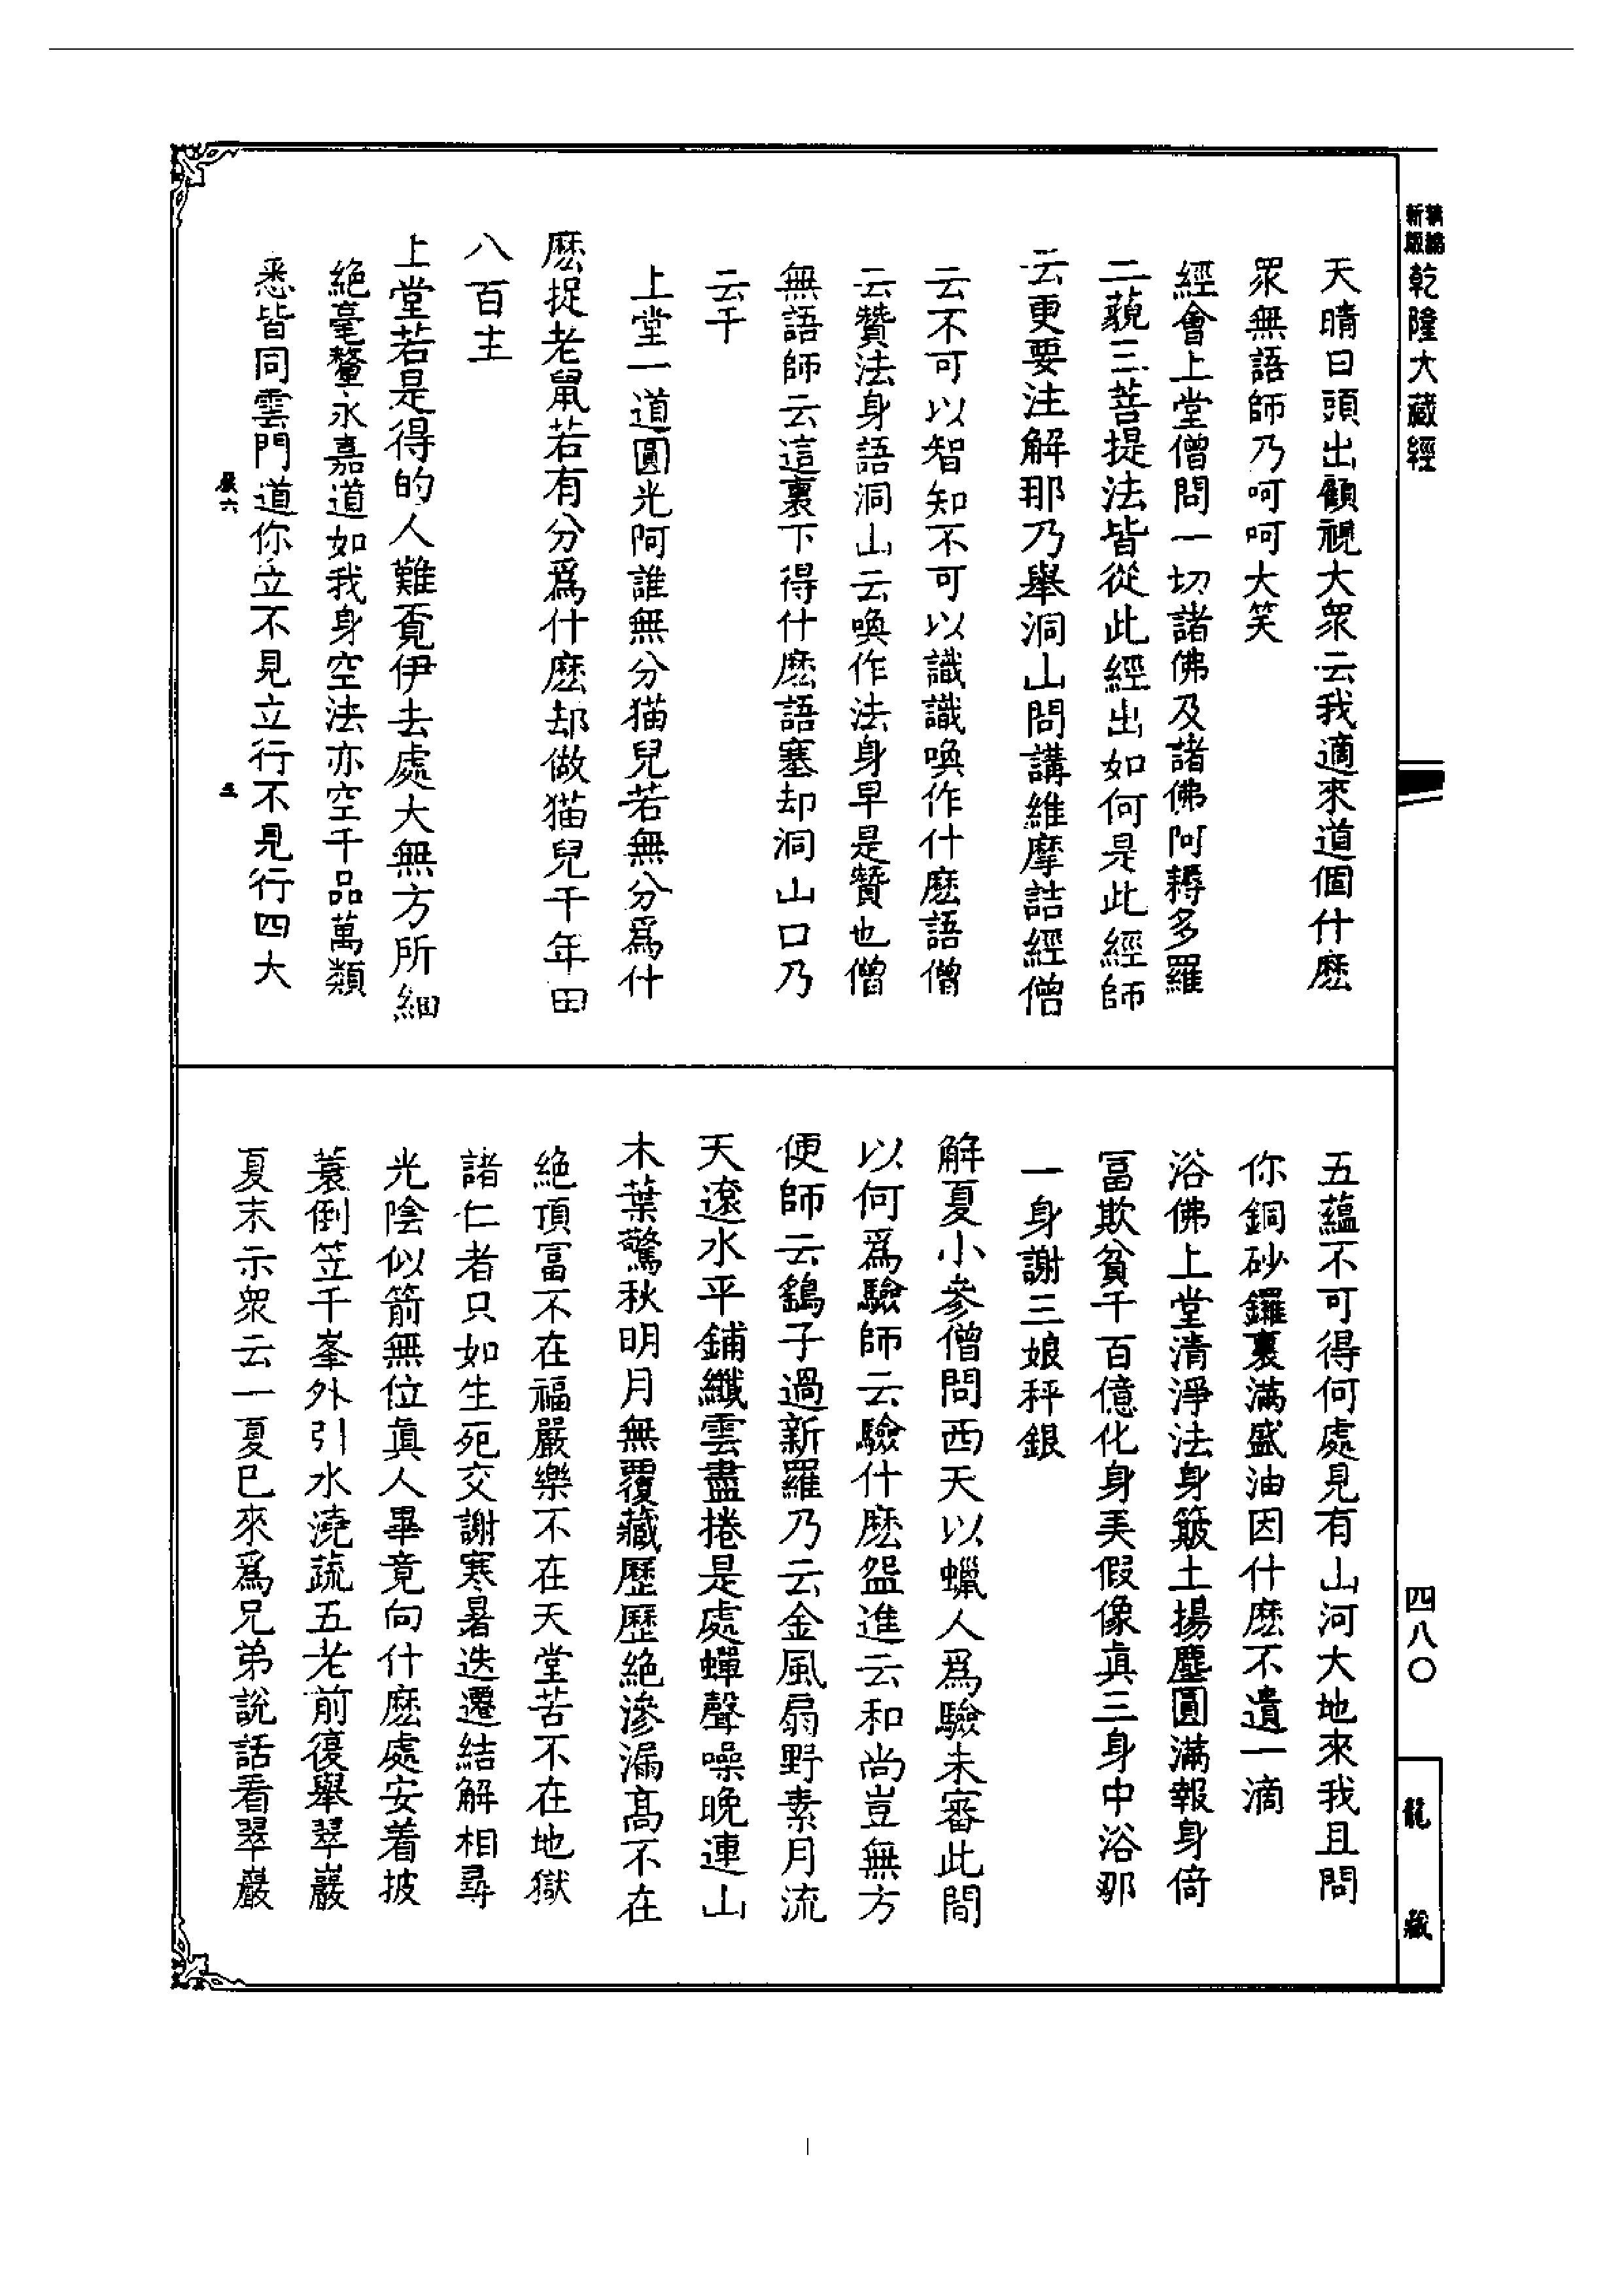 新版精縮
乾隆大藏經
天晴日頭出顧視大衆云我適來道個什麼
衆無語師乃呵呵大笑
經會上堂僧問一切諸佛及諸佛阿耨多羅
三藐三菩提法皆從此經出如何是此經師
云更要注解那乃舉洞山問講維摩詰經僧
云不可以智知不可以識識喚作什麼語僧
云贊法身語洞山云喚作法身早是贊也僧
無語師云這裏下得什麼語塞却洞山口乃
云千
上堂一道圓光阿誰無分猫兒若無分爲什
麼捉老鼠若有分爲什麼却做猫兒千年田
八百主
上堂若是得的人難覔伊去處大無方所細
絕毫釐永嘉道如我身空法亦空千品萬類
悉皆同雲門道你立不見立行不見行四大
五蘊不可得何處見有山河大地來我且問
你銅砂鑼裏滿盛油因什麼不遺一滴
浴佛上堂清淨法身簸土揚塵圓滿報身倚
富欺貧千百億化身美假像眞三身中浴那
一身謝三娘秤銀
解夏小參僧問西天以蠟人爲驗未審此間
以何爲驗師云驗什麼盌進云和尚豈無方
便師云鷂子過新羅乃云金風扇野素月流
天遼水平鋪纖雲盡捲是處蟬聲噪晚連山
木葉驚秋明月無覆藏歷歷絕滲漏高不在
絕頂富不在福嚴樂不在天堂苦不在地獄
諸仁者只如生死交謝寒暑迭遷結解相尋
光陰似箭無位眞人畢竟向什麼處安着披
蓑倒笠千峯外引水澆蔬五老前復舉翠巖
夏末示衆云一夏已來爲兄弟說話看翠巖
四八〇
龍藏